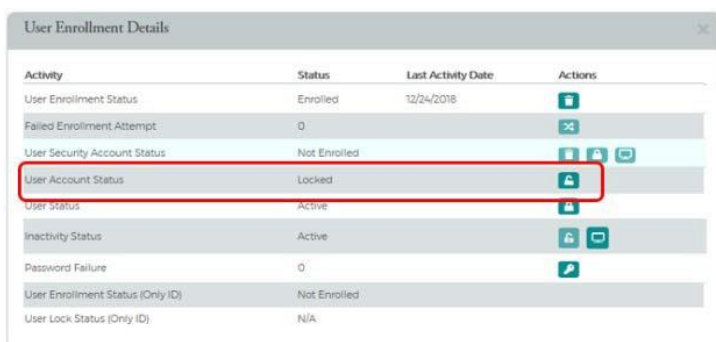 User Enrollment Details
Activity Status Last Activity Date Actions
User Enrollment Status Enrolled 12/24/2018
Failed Enrollment Attempt 0
User Security Account Status Not Enrolled
User Account Status Locked
User Status Active
Inactivity Status Active
Password Failure 0
User Enrollment Status (Only ID) Not Enrolled
User Lock Status (Only ID) N/A